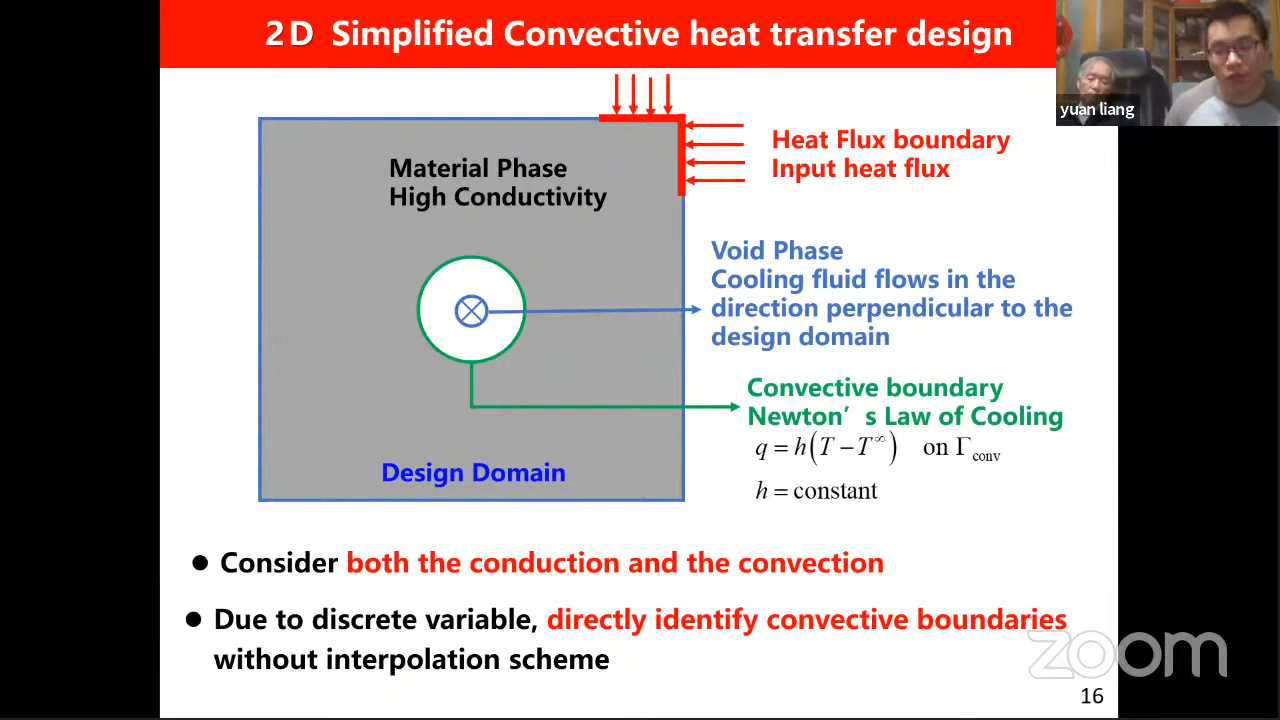 2D Simplified Convective heat transfer design
yuan liang
Heat Flux boundary
Input heat flux
Material Phase
High Conductivity
Void Phase
Cooling fluid flows in the
direction perpendicular to the
design domain
Convective boundary
Newton’s Law of Cooling
q = h(T − T^∞) on Γ_conv
h = constant
Design Domain
● Consider both the conduction and the convection
● Due to discrete variable, directly identify convective boundaries
without interpolation scheme
zoom
16